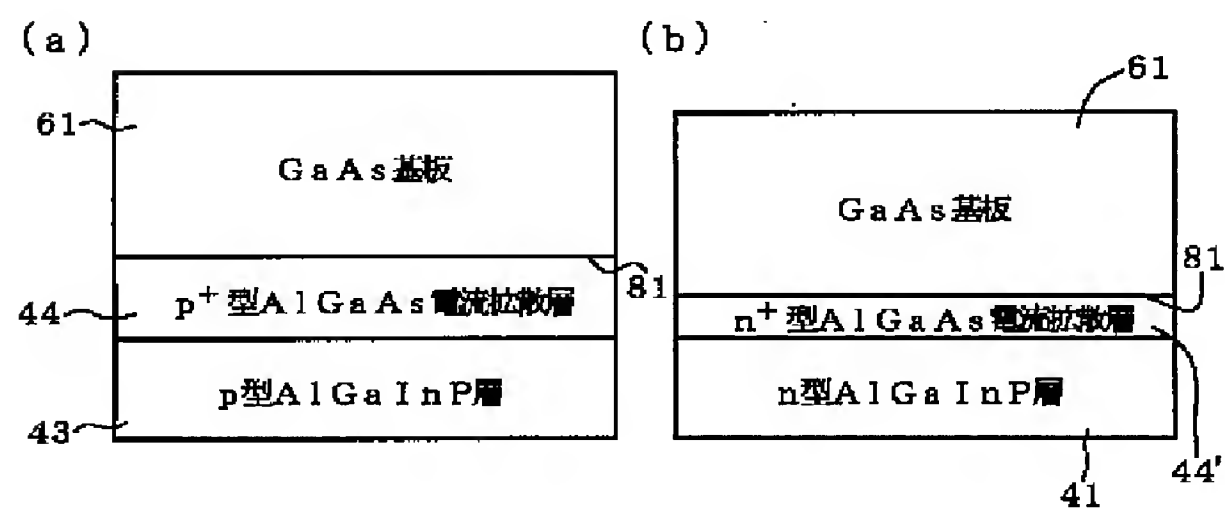 (a)
61
GaAs基板
81
44
p⁺型AlGaAs電流拡散層
p型AlGaInP層
43
(b)
61
GaAs基板
81
n⁺型AlGaAs電流拡散層
n型AlGaInP層
44'
41